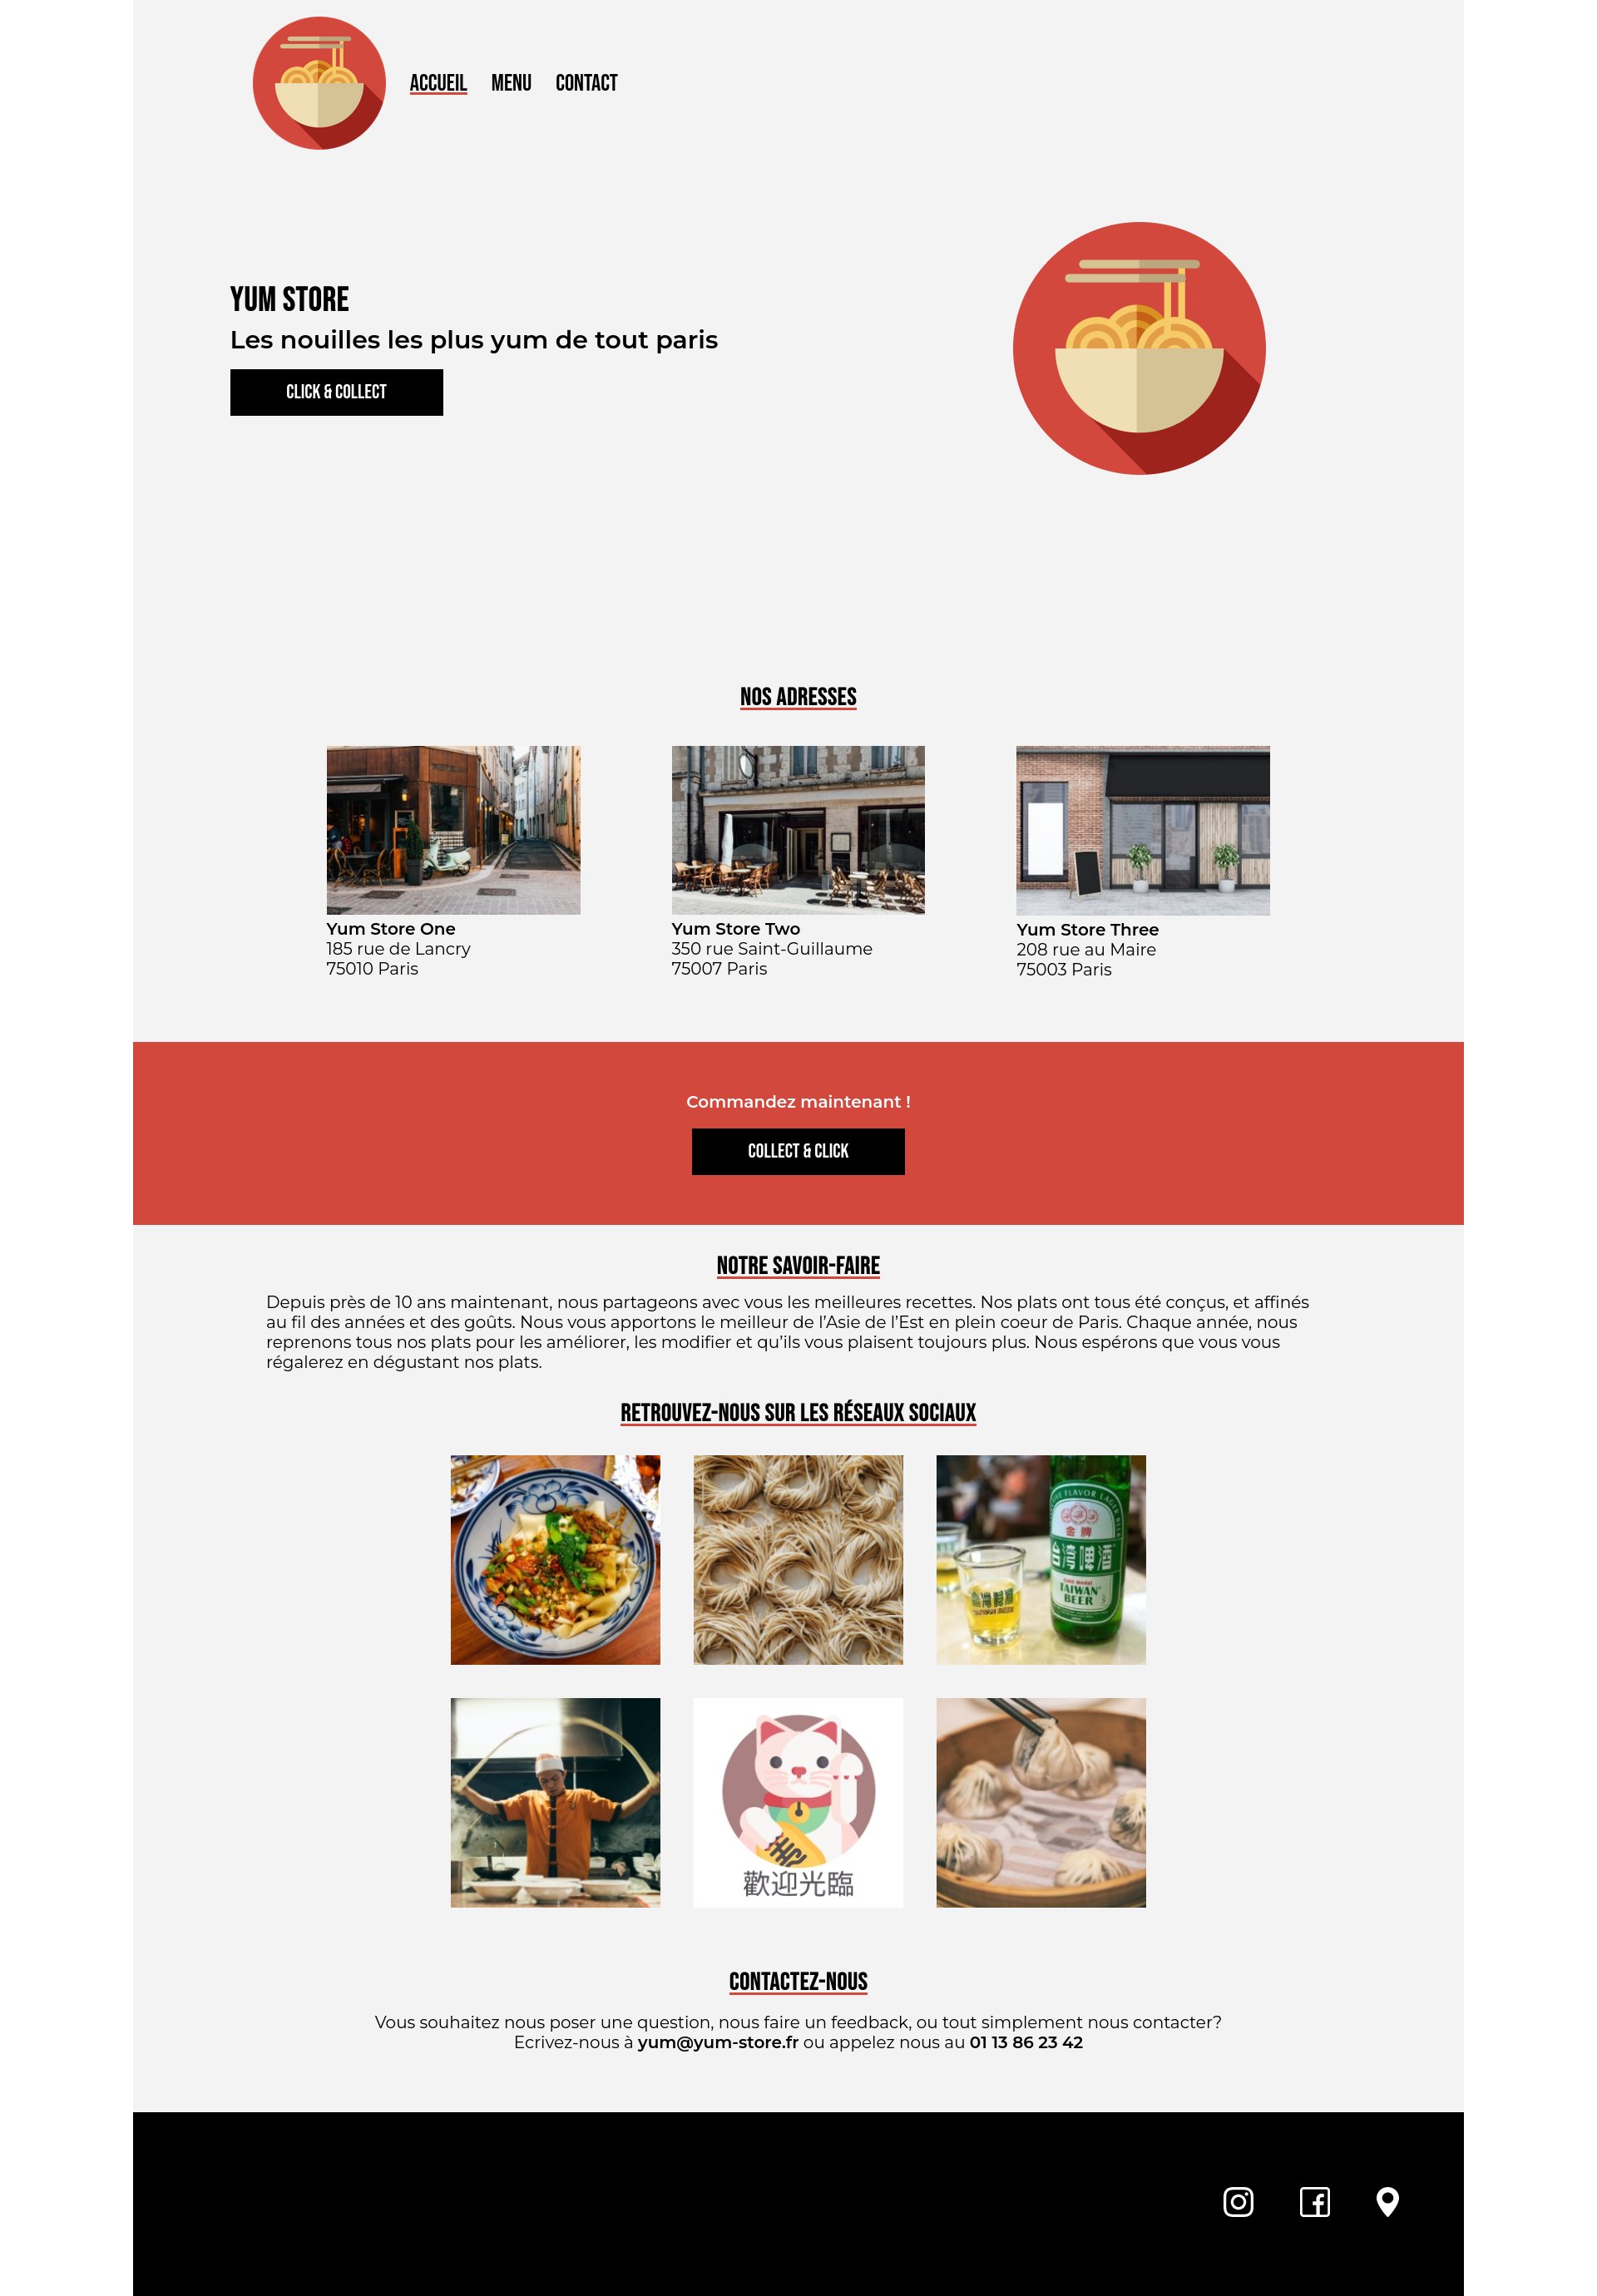 ACCUEIL MENU CONTACT
YUM STORE
Les nouilles les plus yum de tout paris
CLICK & COLLECT
NOS ADRESSES
Yum Store One
185 rue de Lancry
75010 Paris
Yum Store Two
350 rue Saint-Guillaume
75007 Paris
Yum Store Three
208 rue au Maire
75003 Paris
Commandez maintenant !
COLLECT & CLICK
NOTRE SAVOIR-FAIRE
Depuis près de 10 ans maintenant, nous partageons avec vous les meilleures recettes. Nos plats ont tous été conçus, et affinés
au fil des années et des goûts. Nous vous apportons le meilleur de l’Asie de l’Est en plein coeur de Paris. Chaque année, nous
reprenons tous nos plats pour les améliorer, les modifier et qu’ils vous plaisent toujours plus. Nous espérons que vous vous
régalerez en dégustant nos plats.
RETROUVEZ-NOUS SUR LES RÉSEAUX SOCIAUX
FLAVOR LAGER
金牌
台湾啤酒
TAIWAN
BEER
歡迎光臨
CONTACTEZ-NOUS
Vous souhaitez nous poser une question, nous faire un feedback, ou tout simplement nous contacter?
Ecrivez-nous à yum@yum-store.fr ou appelez nous au 01 13 86 23 42